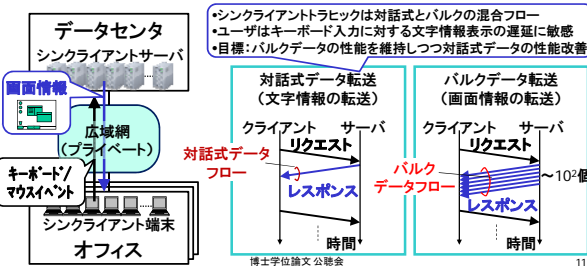 データセンタ
シンクライアントサーバ
画面情報
広域網
(プライベート)
キーボード/
マウスイベント
シンクライアント端末
オフィス
•シンクライアントトラヒックは対話式とバルクの混合フロー
•ユーザはキーボード入力に対する文字情報表示の遅延に敏感
•目標:バルクデータの性能を維持しつつ対話式データの性能改善
対話式データ転送
(文字情報の転送)
クライアント サーバ
リクエスト
対話式データ
フロー
レスポンス
時間
バルクデータ転送
(画面情報の転送)
クライアント サーバ
リクエスト
バルク
データフロー
～10²個
レスポンス
時間
博士学位論文 公聴会
11